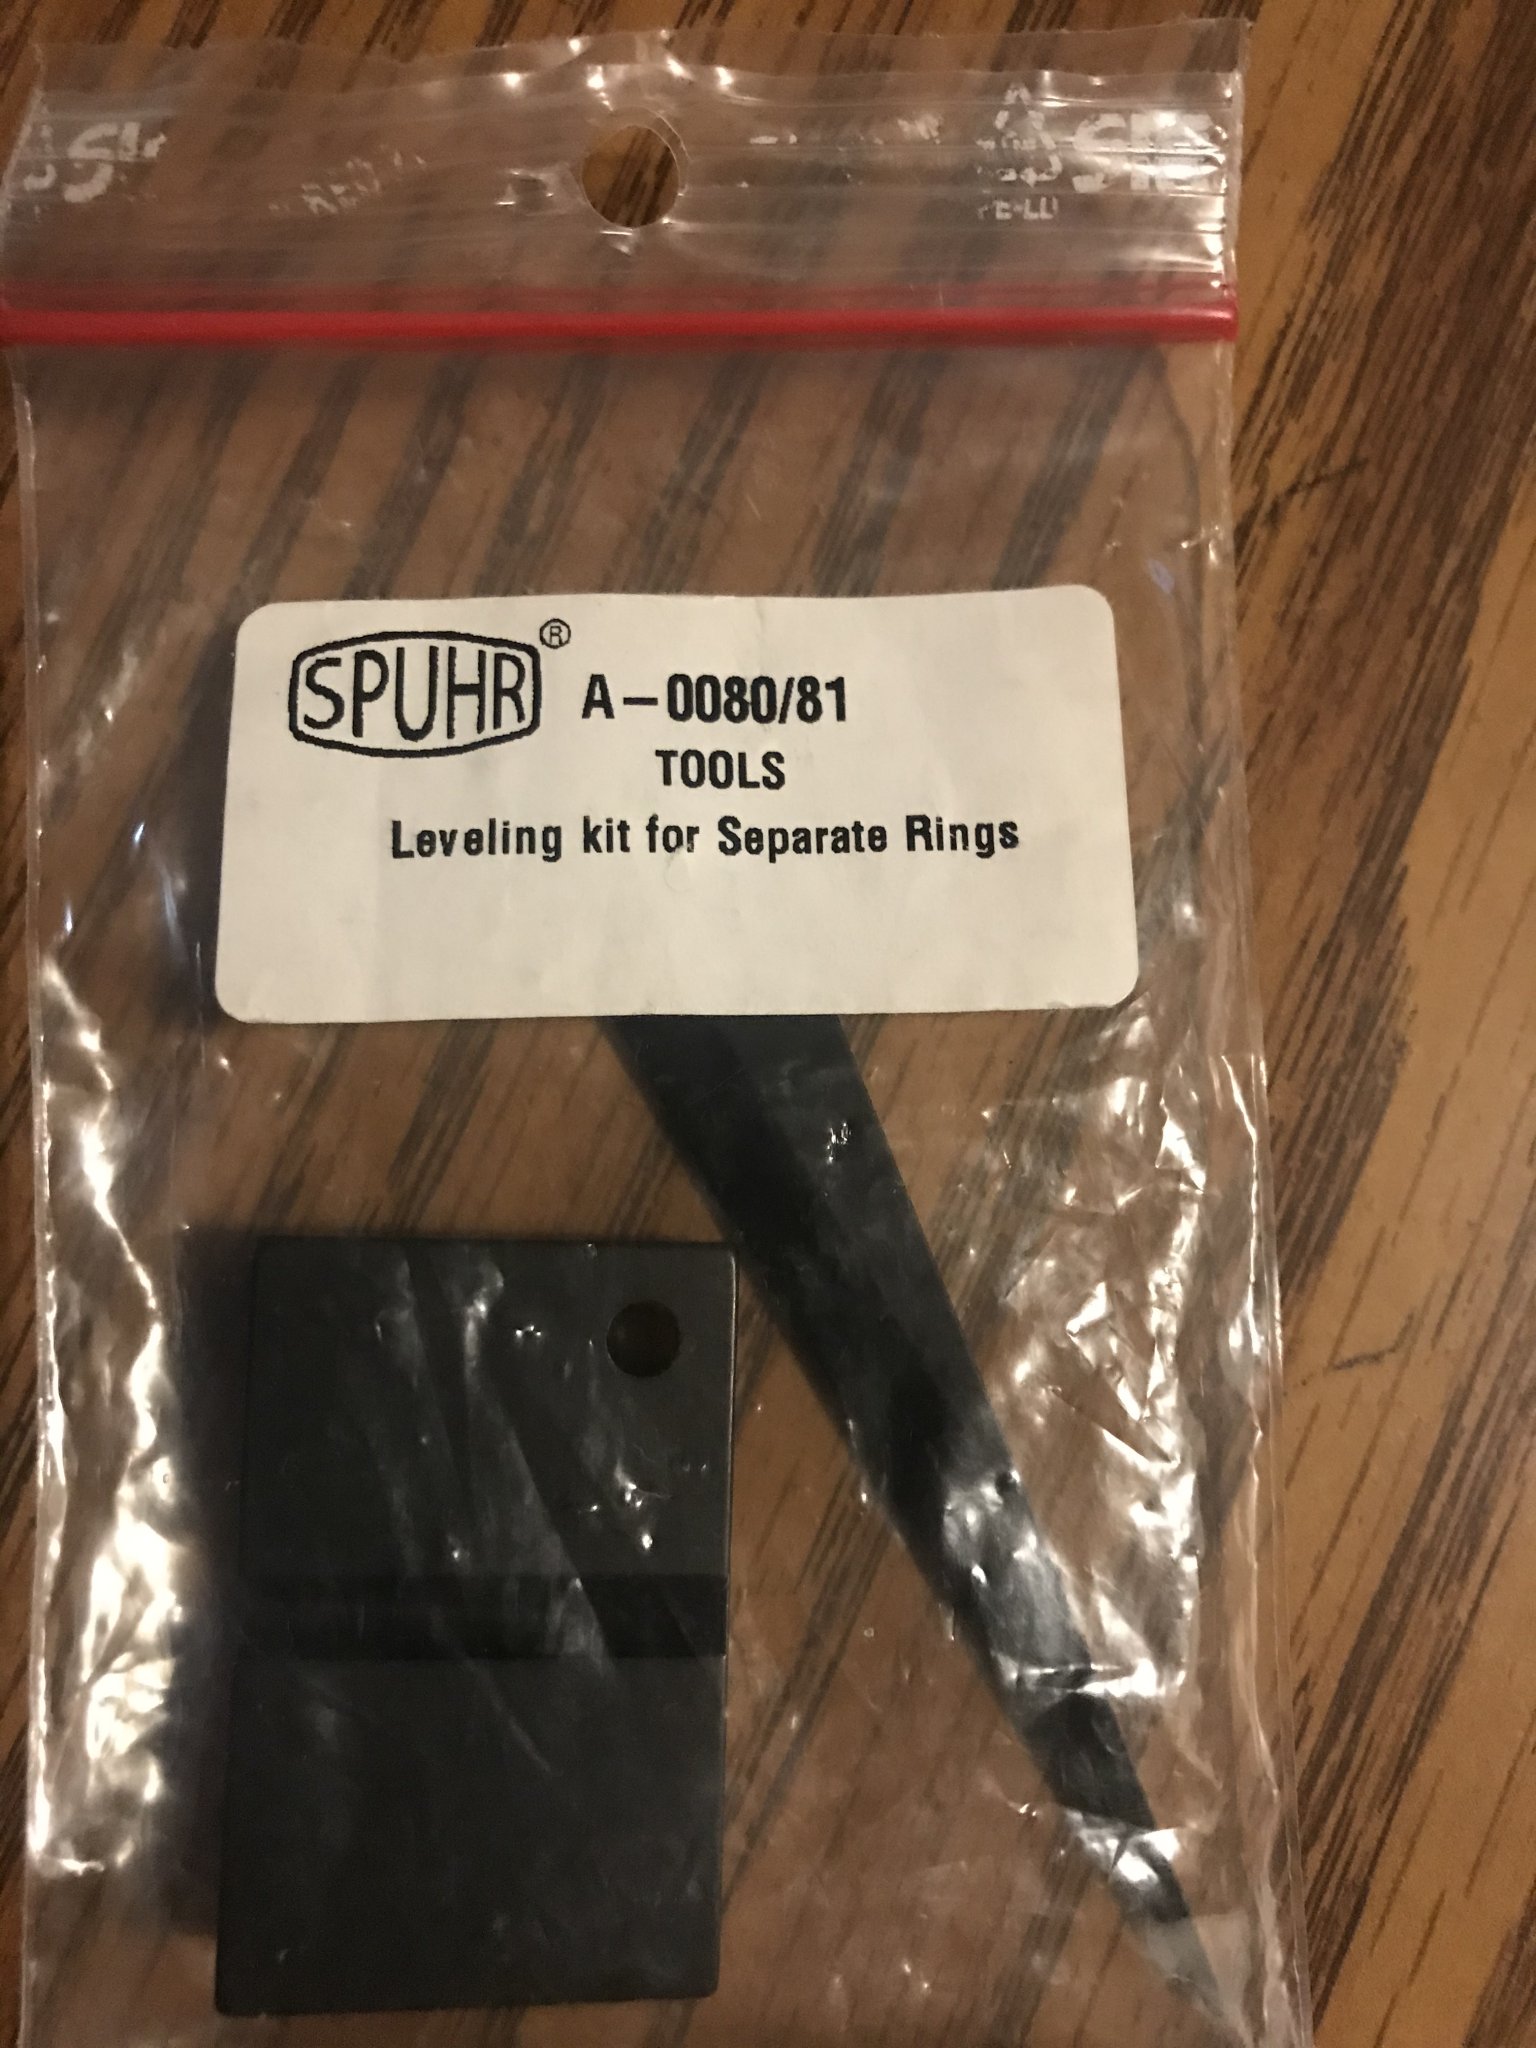 SPUHR® A-0080/81
TOOLS
Leveling kit for Separate Rings